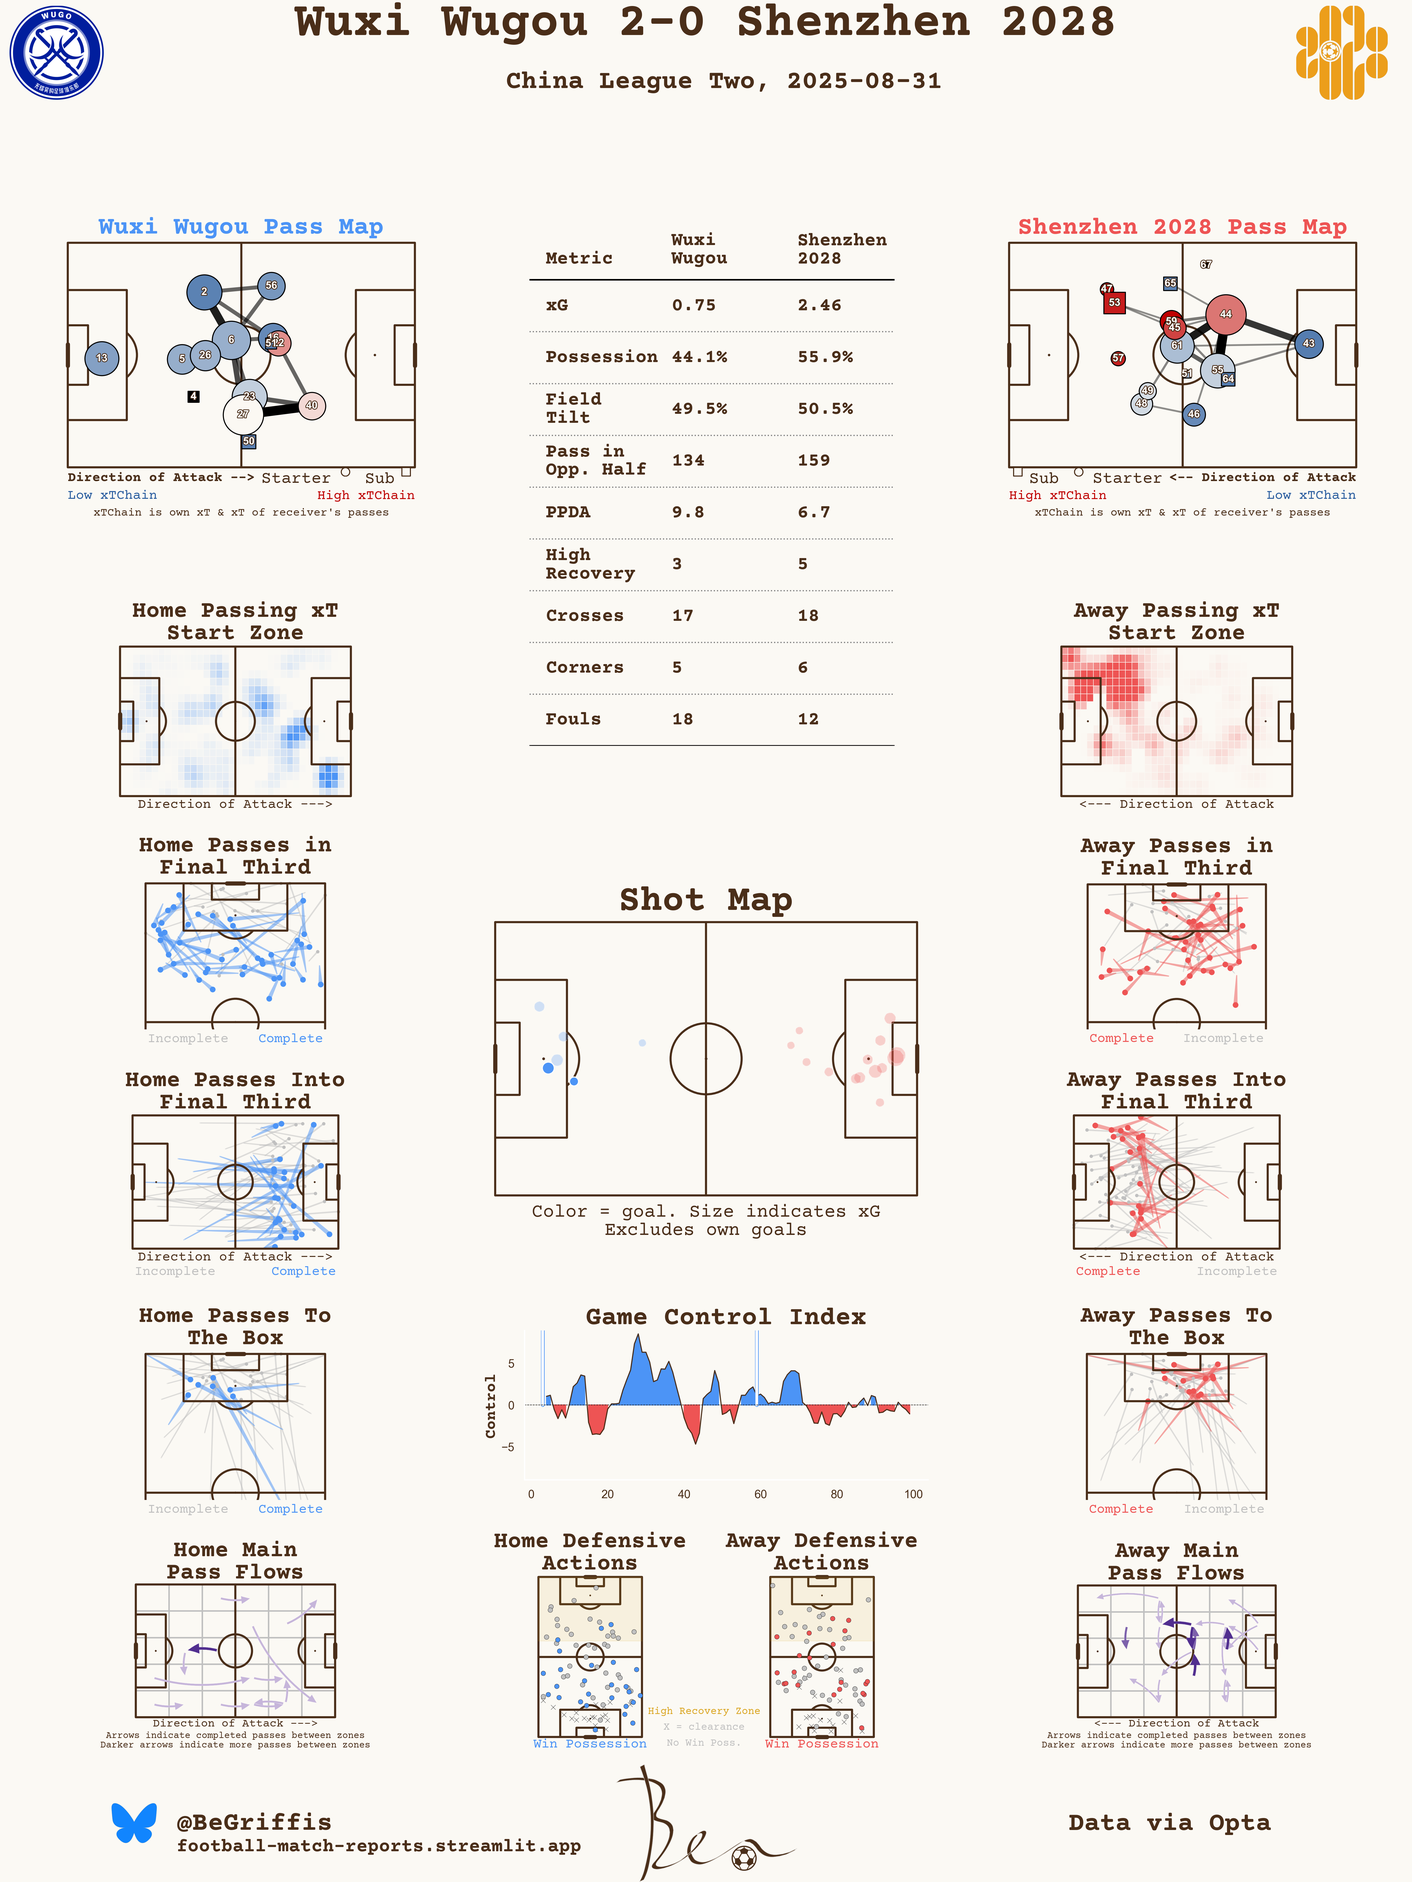 Wuxi Wugou 2-0 Shenzhen 2028
China League Two, 2025-08-31
WUGO
Wuxi Wugou Pass Map
2
56
6
16
51
12
13
5
26
4
23
27
40
50
Direction of Attack --> Starter Sub
Low xTChain High xTChain
xTChain is own xT & xT of receiver's passes
Metric Wuxi Wugou Shenzhen 2028
xG 0.75 2.46
Possession 44.1% 55.9%
Field Tilt 49.5% 50.5%
Pass in Opp. Half 134 159
PPDA 9.8 6.7
High Recovery 3 5
Crosses 17 18
Corners 5 6
Fouls 18 12
Shenzhen 2028 Pass Map
67
65
47
53
59
45
44
61
43
57
51
55
64
49
48
46
Sub Starter <-- Direction of Attack
High xTChain Low xTChain
xTChain is own xT & xT of receiver's passes
Home Passing xT
Start Zone
Direction of Attack --->
Away Passing xT
Start Zone
<--- Direction of Attack
Home Passes in
Final Third
Incomplete Complete
Away Passes in
Final Third
Complete Incomplete
Shot Map
Color = goal. Size indicates xG
Excludes own goals
Home Passes Into
Final Third
Direction of Attack --->
Incomplete Complete
Away Passes Into
Final Third
<--- Direction of Attack
Complete Incomplete
Home Passes To
The Box
Incomplete Complete
Game Control Index
Control
5
0
−5
0 20 40 60 80 100
Away Passes To
The Box
Complete Incomplete
Home Main
Pass Flows
Direction of Attack --->
Arrows indicate completed passes between zones
Darker arrows indicate more passes between zones
Home Defensive
Actions
Win Possession
High Recovery Zone
X = clearance
No Win Poss.
Away Defensive
Actions
Win Possession
Away Main
Pass Flows
<--- Direction of Attack
Arrows indicate completed passes between zones
Darker arrows indicate more passes between zones
@BeGriffis
football-match-reports.streamlit.app
Ben
Data via Opta